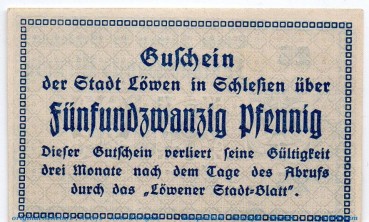 Gutschein
der Stadt Löwen in Schlesien über
Fünfundzwanzig Pfennig
Dieser Gutschein verliert seine Gültigkeit
drei Monate nach dem Tage des Abrufs
durch das „Löwener Stadt-Blatt".